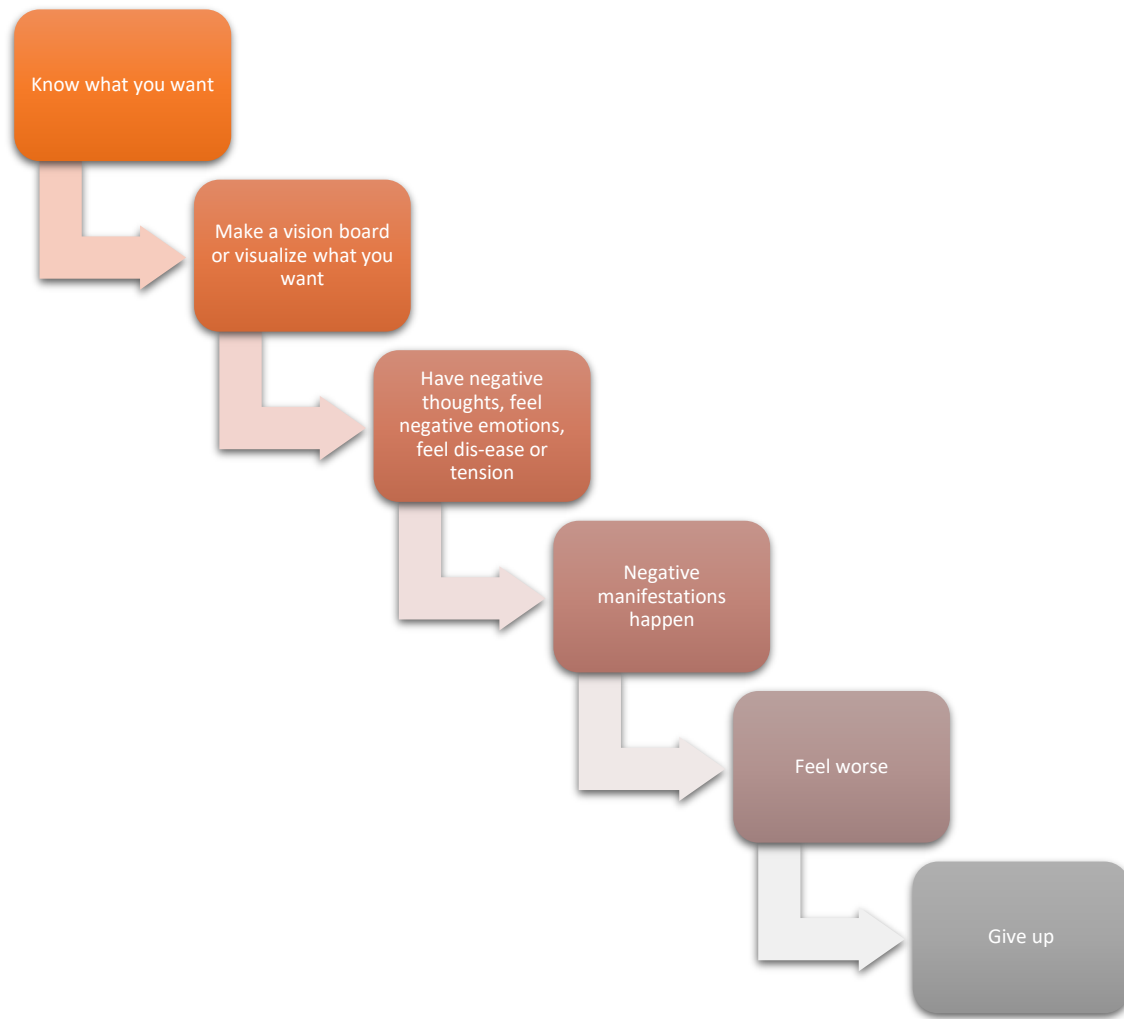 Know what you want
Make a vision board
or visualize what you
want
Have negative
thoughts, feel
negative emotions,
feel dis-ease or
tension
Negative
manifestations
happen
Feel worse
Give up